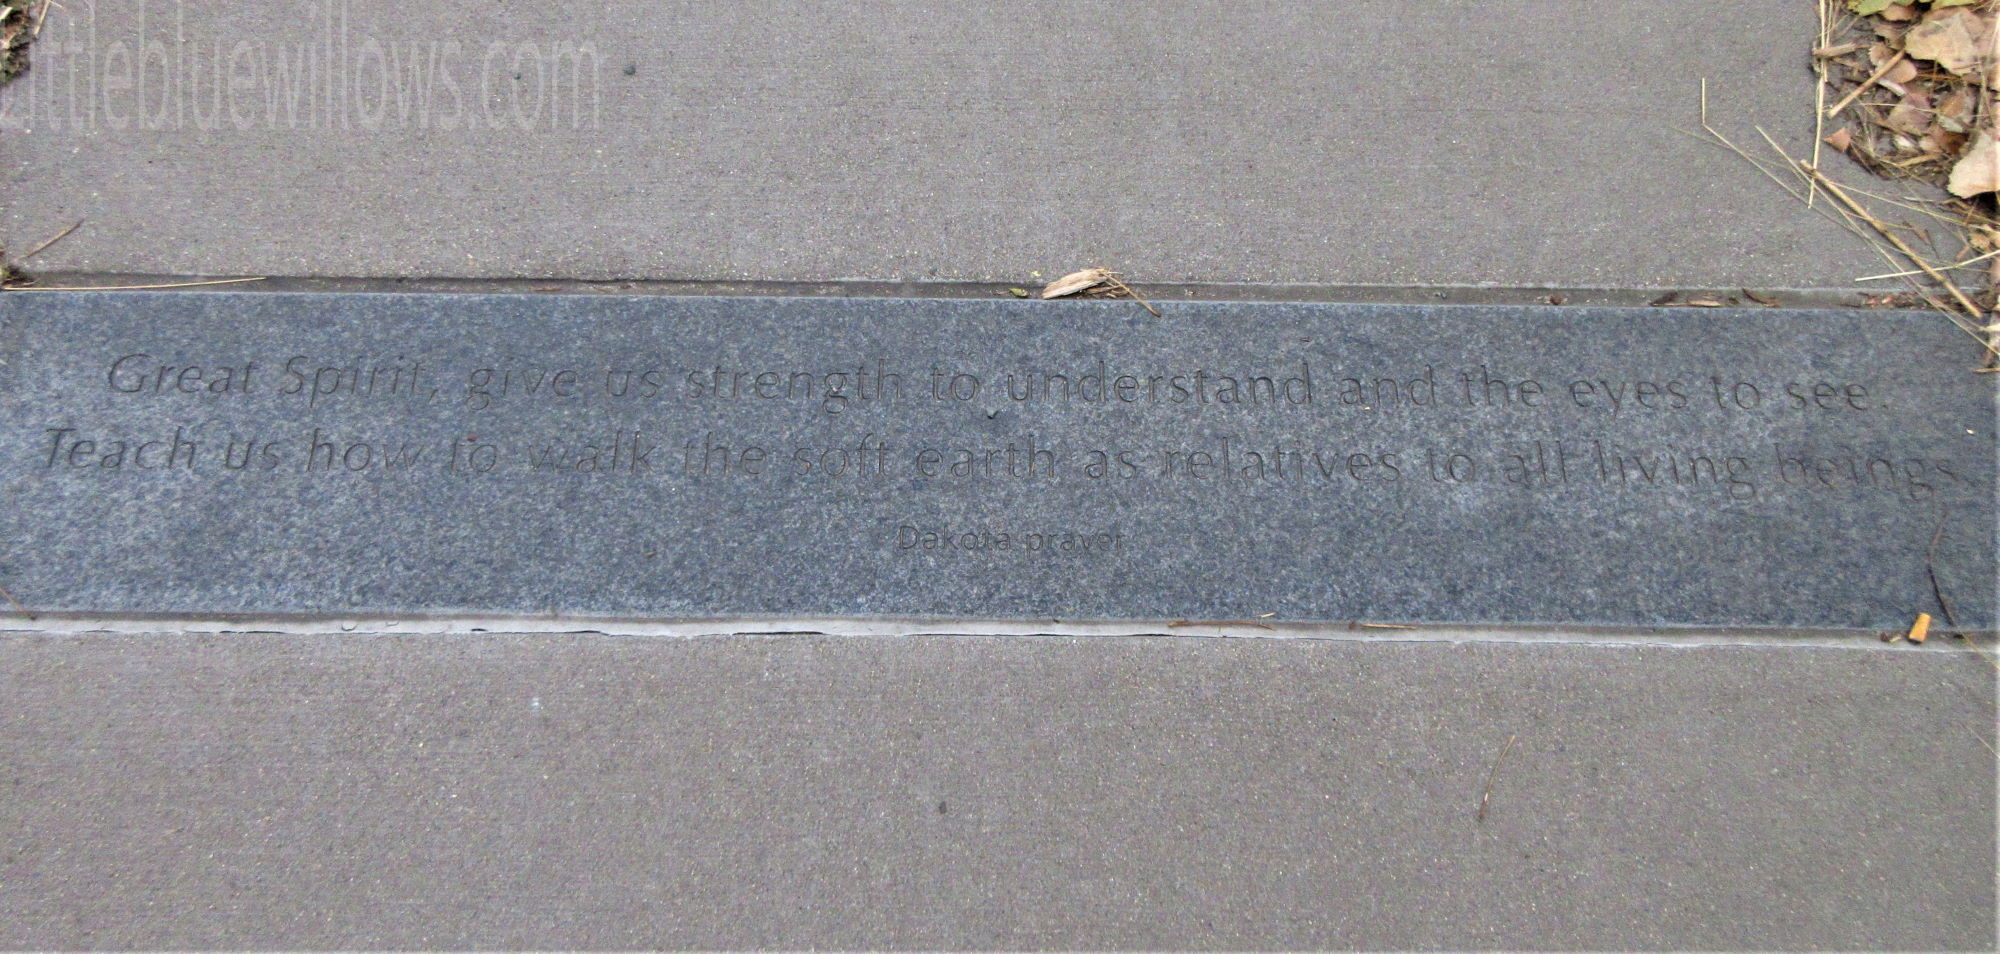 littlebluewillows.com
Great Spirit, give us strength to understand and the eyes to see.
Teach us how to walk the soft earth as relatives to all living beings.
Dakota prayer